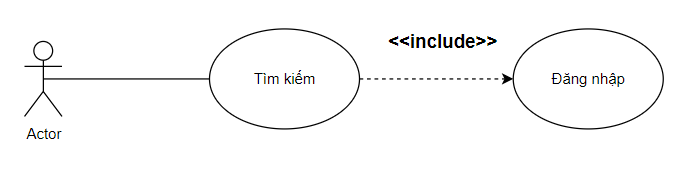 <<include>>
Tìm kiếm
Đăng nhập
Actor